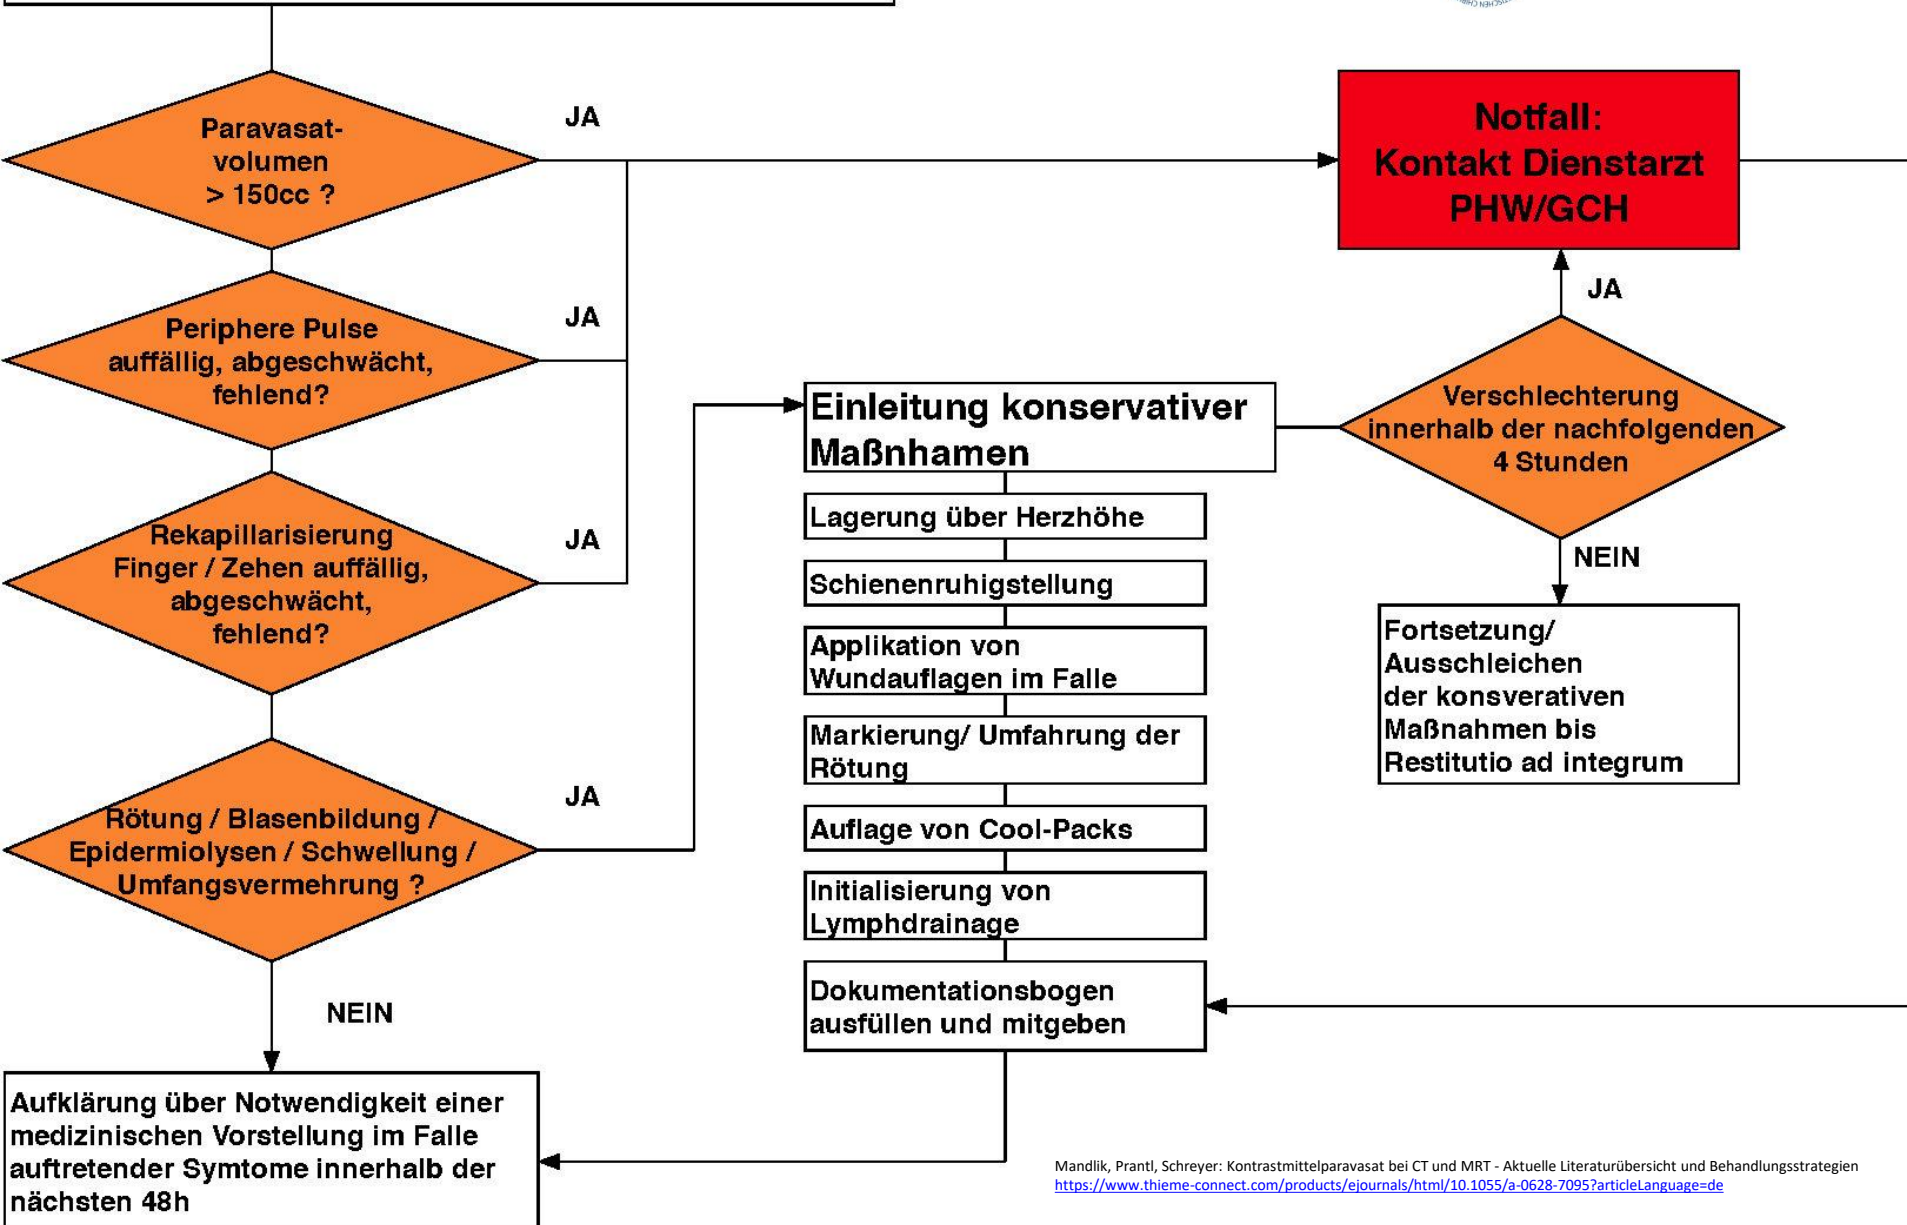 Paravasat-
volumen
> 150cc ?
JA
Notfall:
Kontakt Dienstarzt
PHW/GCH
Periphere Pulse
auffällig, abgeschwächt,
fehlend?
JA
JA
Rekapillarisierung
Finger / Zehen auffällig,
abgeschwächt,
fehlend?
JA
Rötung / Blasenbildung /
Epidermiolysen / Schwellung /
Umfangsvermehrung ?
JA
NEIN
Aufklärung über Notwendigkeit einer
medizinischen Vorstellung im Falle
auftretender Symtome innerhalb der
nächsten 48h
Einleitung konservativer
Maßnhamen
Lagerung über Herzhöhe
Schienenruhigstellung
Applikation von
Wundauflagen im Falle
Markierung/ Umfahrung der
Rötung
Auflage von Cool-Packs
Initialisierung von
Lymphdrainage
Dokumentationsbogen
ausfüllen und mitgeben
Verschlechterung
innerhalb der nachfolgenden
4 Stunden
NEIN
Fortsetzung/
Ausschleichen
der konsverativen
Maßnahmen bis
Restitutio ad integrum
Mandlik, Prantl, Schreyer: Kontrastmittelparavasat bei CT und MRT - Aktuelle Literaturübersicht und Behandlungsstrategien
https://www.thieme-connect.com/products/ejournals/html/10.1055/a-0628-7095?articleLanguage=de